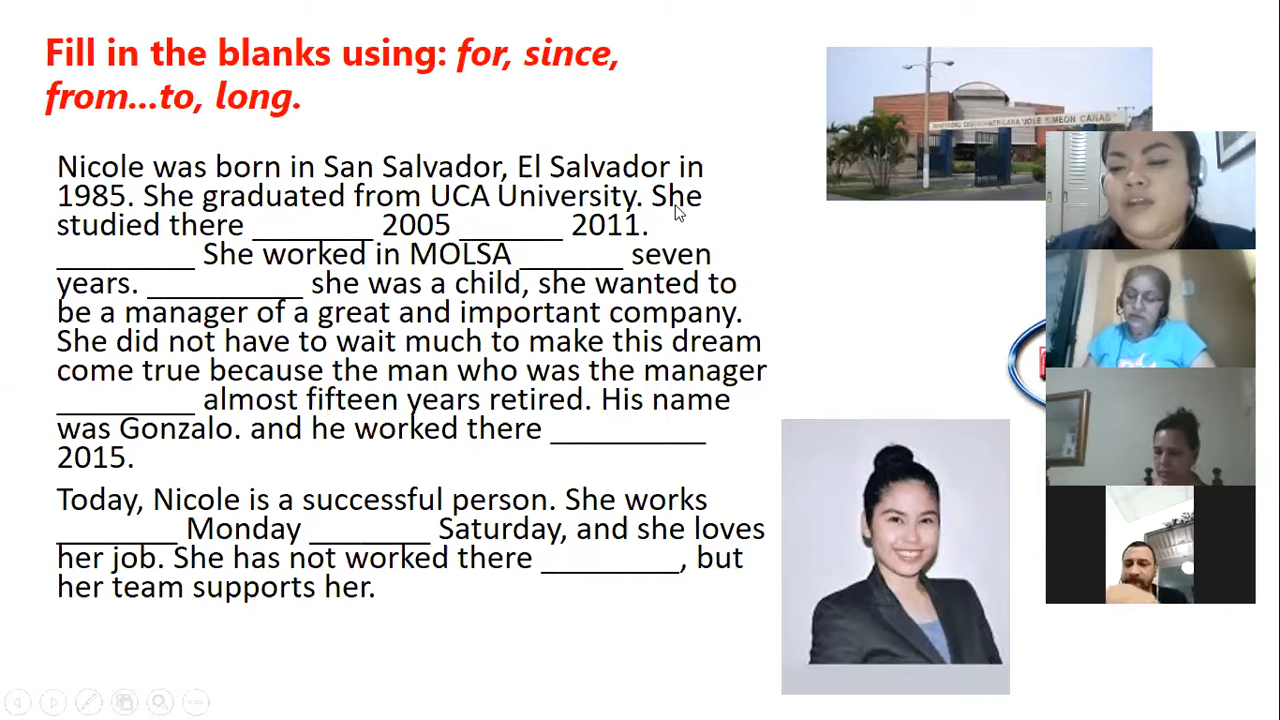 Fill in the blanks using: for, since,
from...to, long.
Nicole was born in San Salvador, El Salvador in
1985. She graduated from UCA University. She
studied there ________ 2005 _______ 2011.
_________ She worked in MOLSA _______ seven
years. __________ she was a child, she wanted to
be a manager of a great and important company.
She did not have to wait much to make this dream
come true because the man who was the manager
_________ almost fifteen years retired. His name
was Gonzalo. and he worked there __________
2015.
Today, Nicole is a successful person. She works
________ Monday ________ Saturday, and she loves
her job. She has not worked there _________, but
her team supports her.
CENTROAMERICANA "JOSE SIMEON CAÑAS"